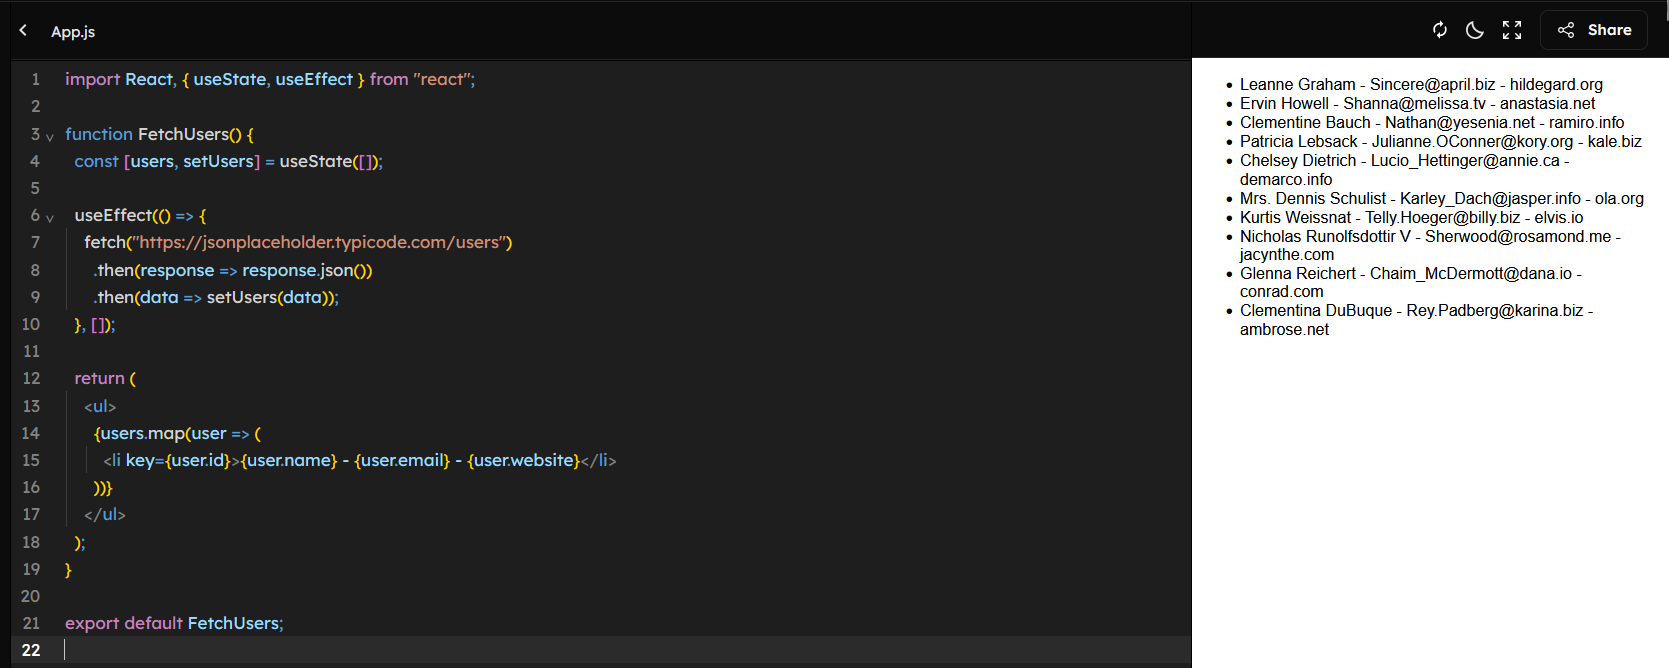 App.js
Share
1 import React, { useState, useEffect } from "react";
2
3 function FetchUsers() {
4 const [users, setUsers] = useState([]);
5
6 useEffect(() => {
7 fetch("https://jsonplaceholder.typicode.com/users")
8 .then(response => response.json())
9 .then(data => setUsers(data));
10 }, []);
11
12 return (
13 <ul>
14 {users.map(user => (
15 <li key={user.id}>{user.name} - {user.email} - {user.website}</li>
16 ))}
17 </ul>
18 );
19 }
20
21 export default FetchUsers;
22
Leanne Graham - Sincere@april.biz - hildegard.org
Ervin Howell - Shanna@melissa.tv - anastasia.net
Clementine Bauch - Nathan@yesenia.net - ramiro.info
Patricia Lebsack - Julianne.OConner@kory.org - kale.biz
Chelsey Dietrich - Lucio_Hettinger@annie.ca -
demarco.info
Mrs. Dennis Schulist - Karley_Dach@jasper.info - ola.org
Kurtis Weissnat - Telly.Hoeger@billy.biz - elvis.io
Nicholas Runolfsdottir V - Sherwood@rosamond.me -
jacynthe.com
Glenna Reichert - Chaim_McDermott@dana.io -
conrad.com
Clementina DuBuque - Rey.Padberg@karina.biz -
ambrose.net